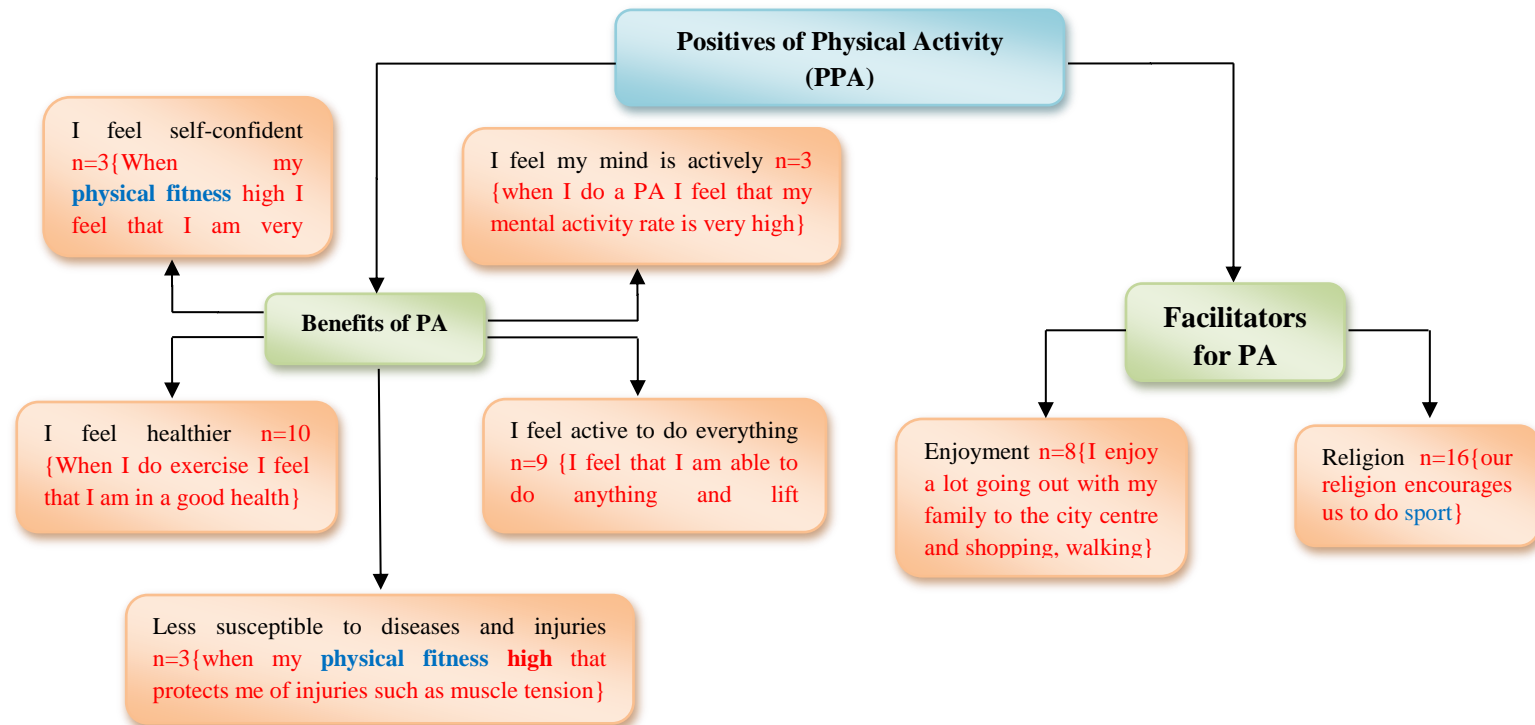 Positives of Physical Activity
(PPA)
I feel self-confident
n=3{When my
physical fitness high I
feel that I am very
I feel my mind is actively n=3
{when I do a PA I feel that my
mental activity rate is very high}
Benefits of PA
Facilitators
for PA
I feel healthier n=10
{When I do exercise I feel
that I am in a good health}
I feel active to do everything
n=9 {I feel that I am able to
do anything and lift
Enjoyment n=8{I enjoy
a lot going out with my
family to the city centre
and shopping, walking}
Religion n=16{our
religion encourages
us to do sport}
Less susceptible to diseases and injuries
n=3{when my physical fitness high that
protects me of injuries such as muscle tension}